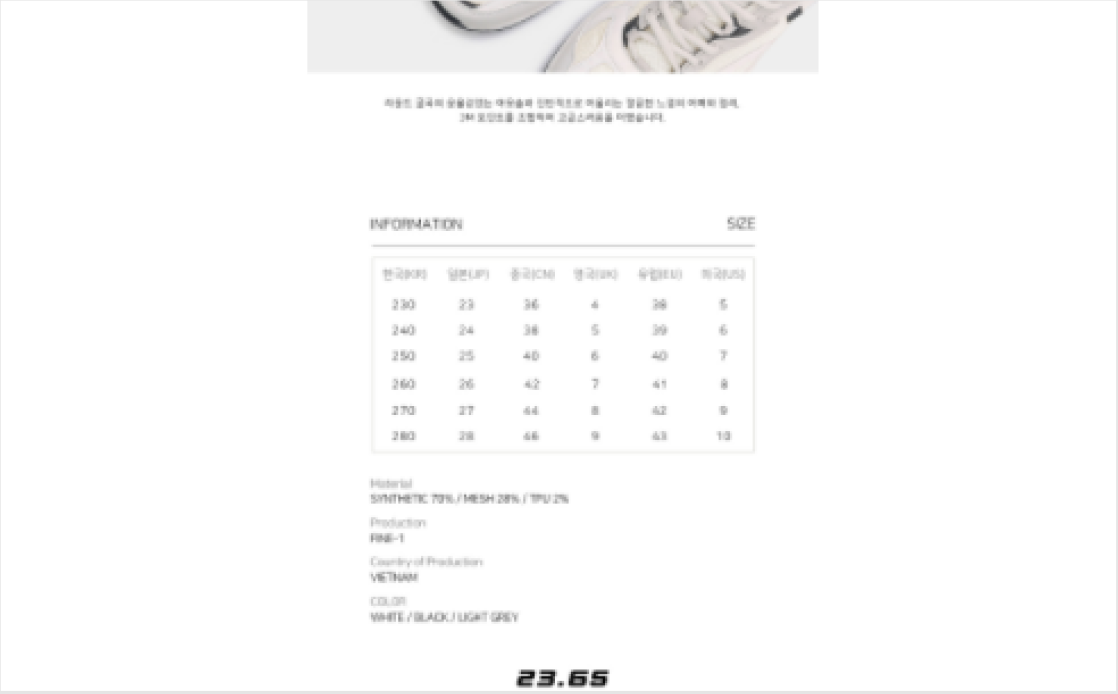 INFORMATION SIZE
한국(KR) 일본(JP) 중국(CN) 영국(UK) 유럽(EU) 미국(US)
230 23 36 4 38 5
240 24 38 5 39 6
250 25 40 6 40 7
260 26 42 7 41 8
270 27 44 8 42 9
280 28 46 9 43 10
Material
SYNTHETIC 70% / MESH 28% / TPU 2%
Production
FINE-1
Country of Production
VIETNAM
COLOR
WHITE / BLACK / LIGHT GREY
23.65